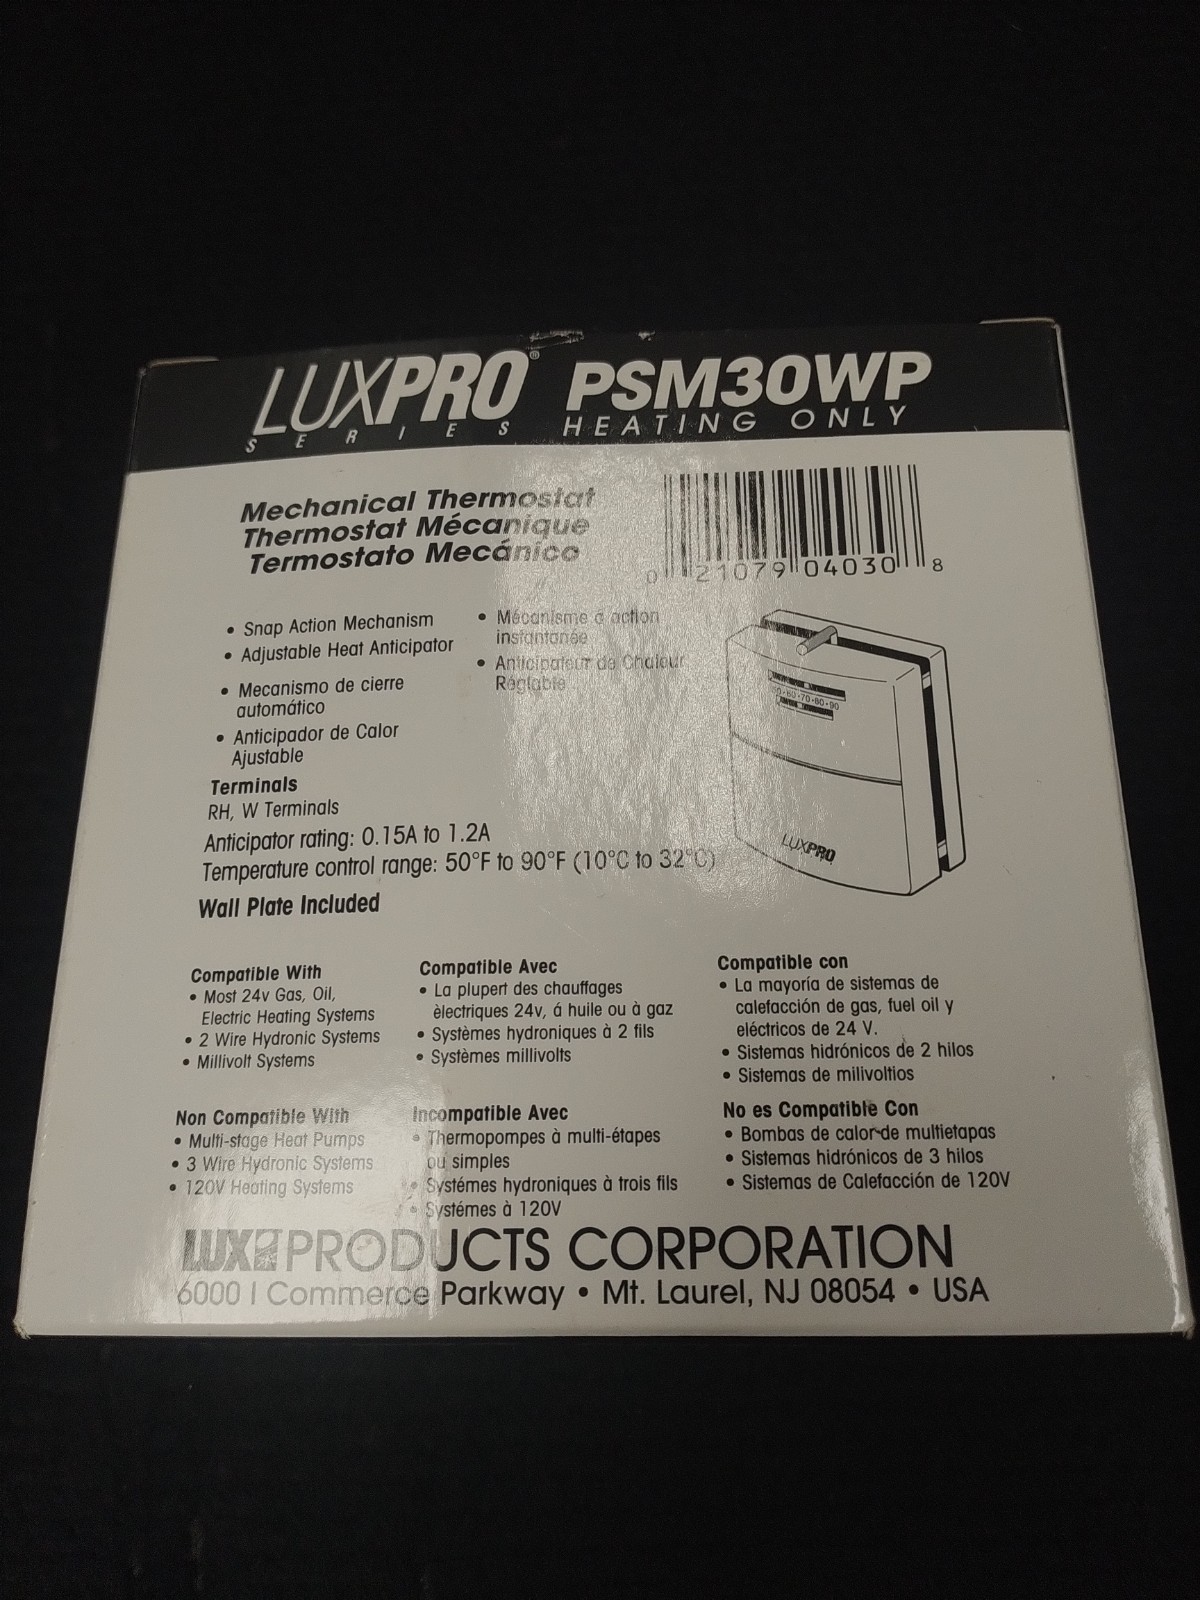 LUXPRO® PSM30WP
SERIES HEATING ONLY
Mechanical Thermostat
Thermostat Mécanique
Termostato Mecánico
0 21079 04030 8
• Snap Action Mechanism
• Adjustable Heat Anticipator
• Mecanismo de cierre
automático
• Anticipador de Calor
Ajustable
• Mécanisme á action
instantanée
• Anticipateur de Chaleur
Réglable
Terminals
RH, W Terminals
Anticipator rating: 0.15A to 1.2A
Temperature control range: 50°F to 90°F (10°C to 32°C)
Wall Plate Included
60•70•80•90
LUXPRO
Compatible With
• Most 24v Gas, Oil,
Electric Heating Systems
• 2 Wire Hydronic Systems
• Millivolt Systems
Compatible Avec
• La plupert des chauffages
èlectriques 24v, á huile ou à gaz
• Systèmes hydroniques à 2 fils
• Systèmes millivolts
Compatible con
• La mayoría de sistemas de
calefacción de gas, fuel oil y
eléctricos de 24 V.
• Sistemas hidrónicos de 2 hilos
• Sistemas de milivoltios
Non Compatible With
• Multi-stage Heat Pumps
• 3 Wire Hydronic Systems
• 120V Heating Systems
Incompatible Avec
• Thermopompes à multi-étapes
ou simples
• Systémes hydroniques à trois fils
• Systémes à 120V
No es Compatible Con
• Bombas de calor de multietapas
• Sistemas hidrónicos de 3 hilos
• Sistemas de Calefacción de 120V
LUX PRODUCTS CORPORATION
6000 I Commerce Parkway • Mt. Laurel, NJ 08054 • USA